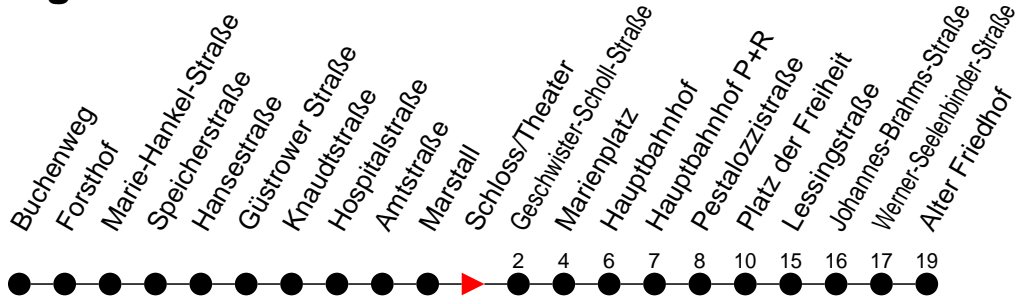 Buchenweg
Forsthof
Marie-Hankel-Straße
Speicherstraße
Hansestraße
Güstrower Straße
Knaudtstraße
Hospitalstraße
Amtstraße
Marstall
Schloss/Theater
Geschwister-Scholl-Straße
Marienplatz
Hauptbahnhof
Hauptbahnhof P+R
Pestalozzistraße
Platz der Freiheit
Lessingstraße
Johannes-Brahms-Straße
Werner-Seelenbinder-Straße
Alter Friedhof
2 4 6 7 8 10 15 16 17 19